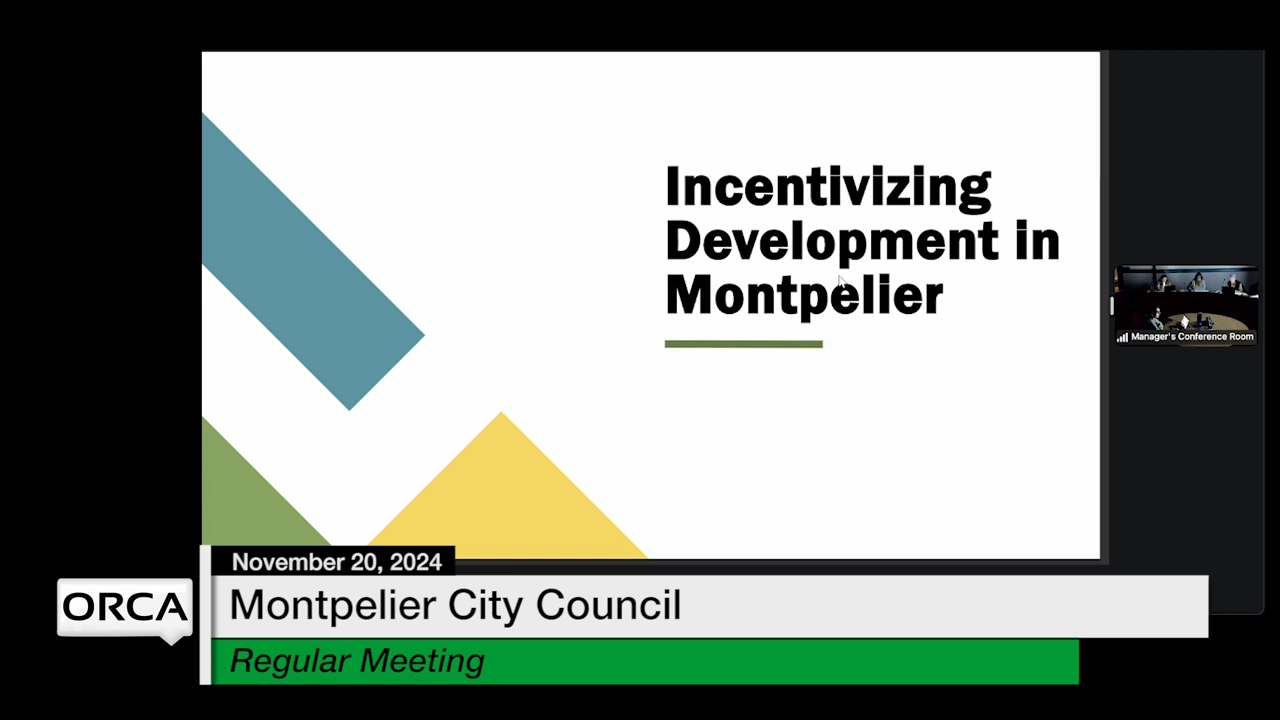 Incentivizing
Development in
Montpelier
Manager's Conference Room
November 20, 2024
ORCA
Montpelier City Council
Regular Meeting